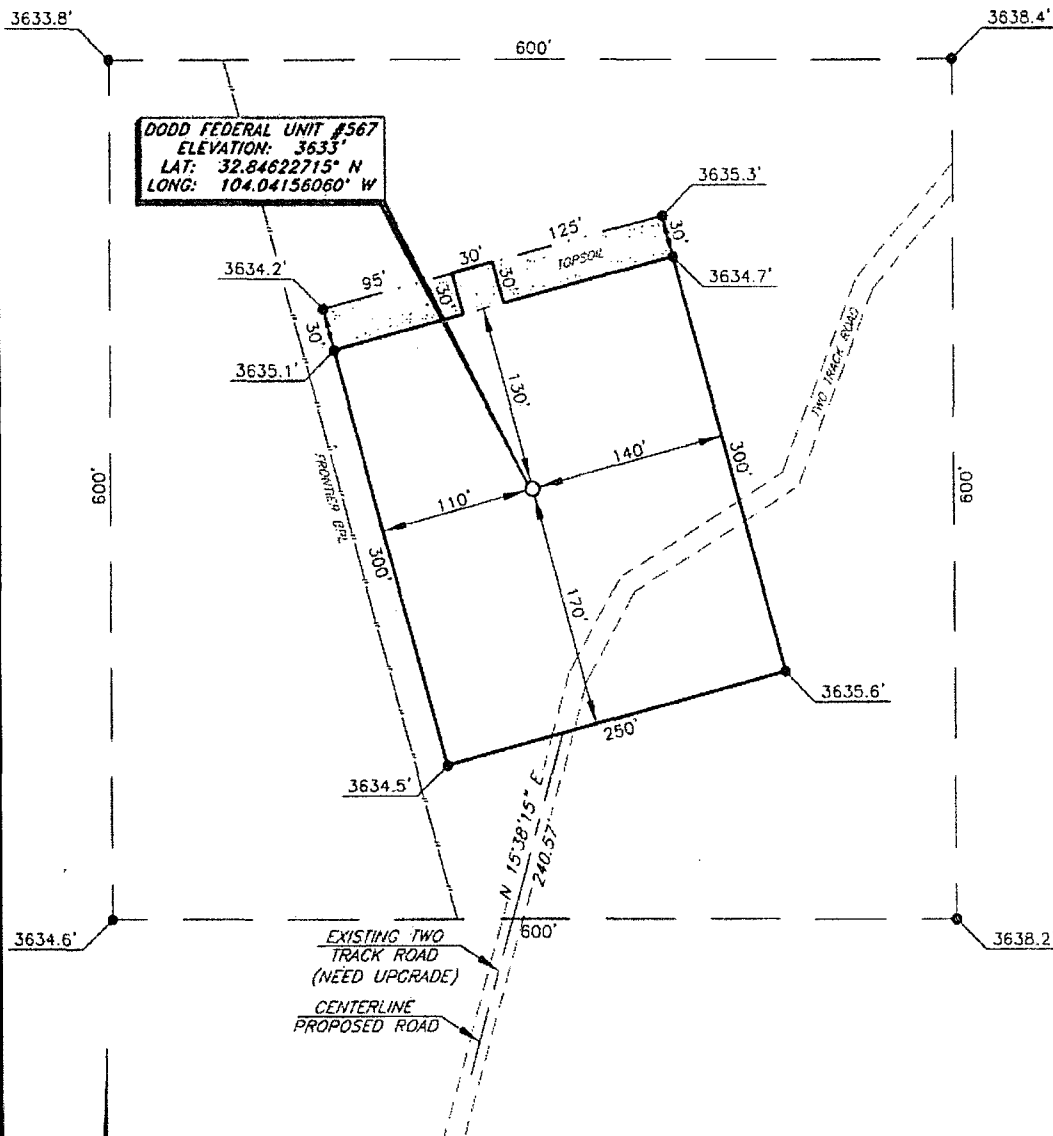 3633.8'
3638.4'
600'
DODD FEDERAL UNIT #567
ELEVATION: 3633'
LAT: 32.84622715° N
LONG: 104.04156060° W
3635.3'
125'
30'
30'
TOPSOIL
3634.2'
95'
30'
30'
3634.7'
30'
3635.1'
130'
TWO TRACK ROAD
140'
300'
600'
110'
600'
FRONTIER
300'
170'
3635.6'
250'
3634.5'
N 15°38'15" E
240.57'
3634.6'
600'
3638.2
EXISTING TWO
TRACK ROAD
(NEED UPGRADE)
CENTERLINE
PROPOSED ROAD